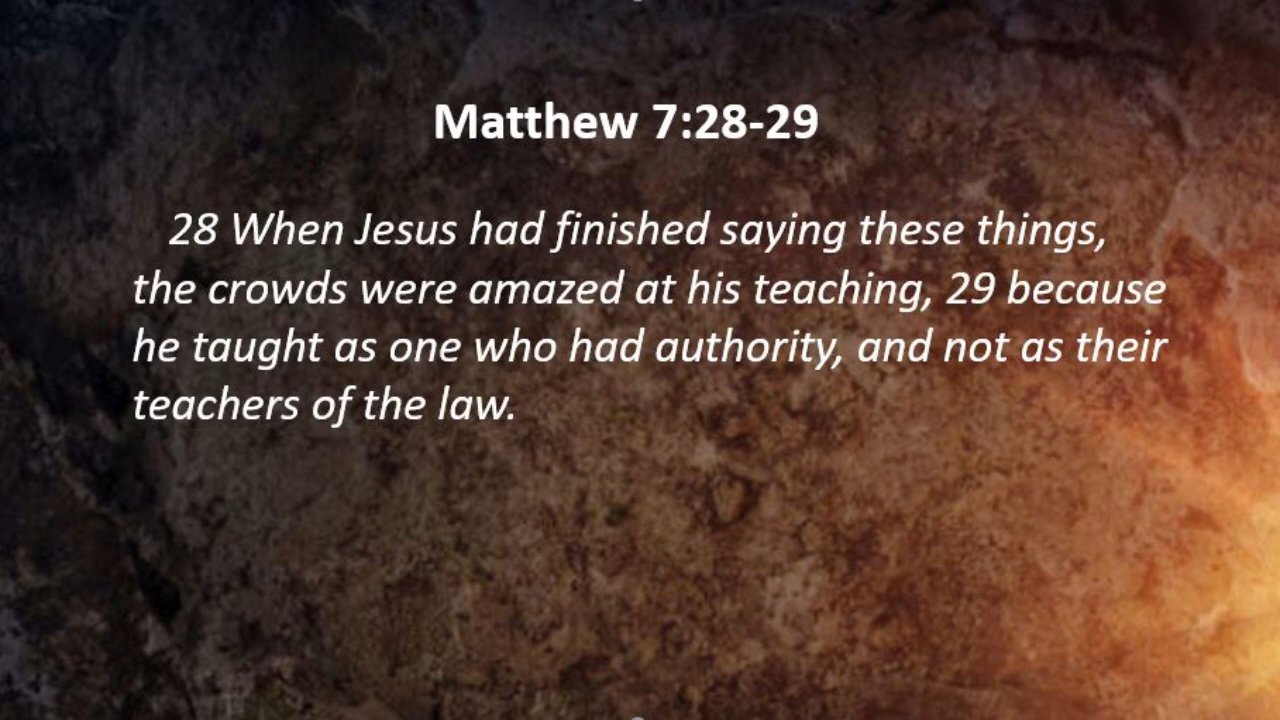 Matthew 7:28-29
28 When Jesus had finished saying these things,
the crowds were amazed at his teaching, 29 because
he taught as one who had authority, and not as their
teachers of the law.